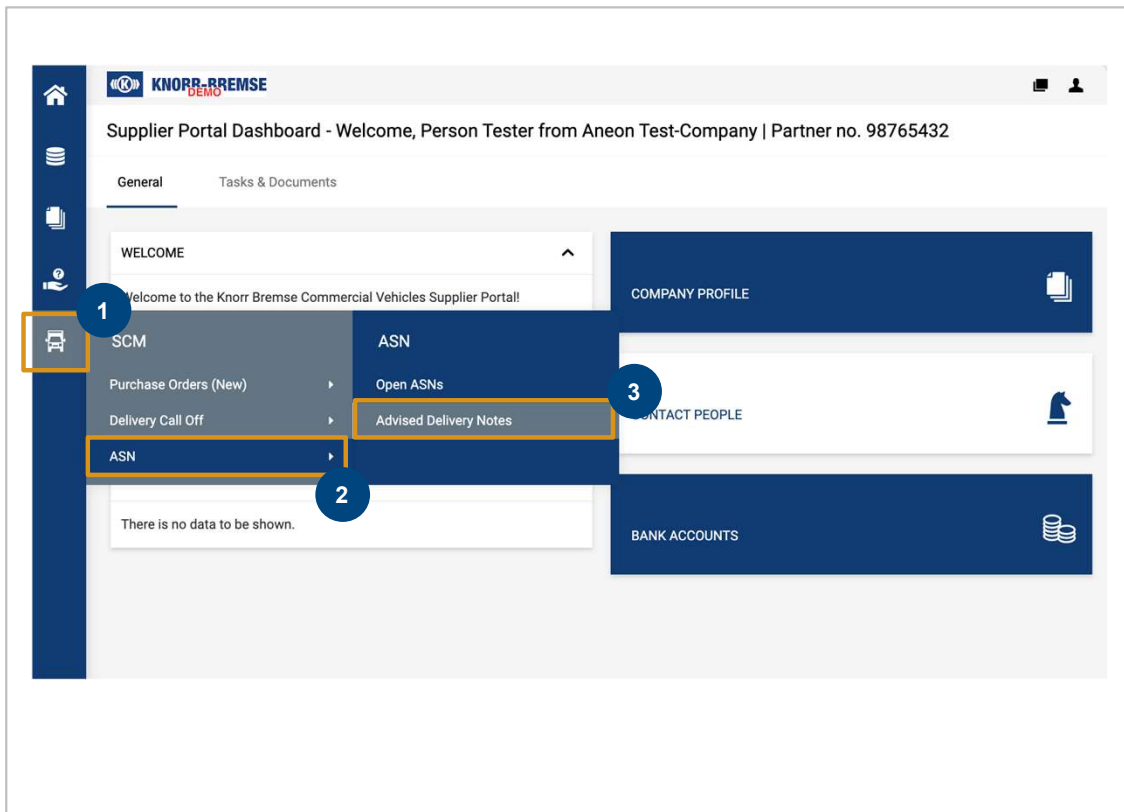 KNORR-BREMSE
DEMO
Supplier Portal Dashboard - Welcome, Person Tester from Aneon Test-Company | Partner no. 98765432
General
Tasks & Documents
WELCOME
Welcome to the Knorr Bremse Commercial Vehicles Supplier Portal!
COMPANY PROFILE
1
SCM
ASN
Purchase Orders (New)
Open ASNs
3
Delivery Call Off
Advised Delivery Notes
CONTACT PEOPLE
ASN
2
There is no data to be shown.
BANK ACCOUNTS